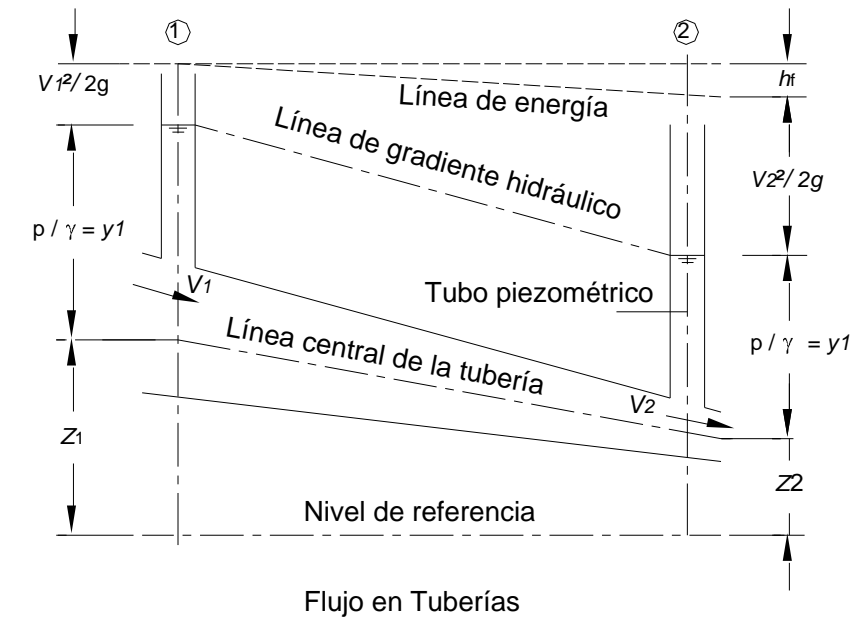 1
2
V1²/ 2g
hf
Línea de energía
Línea de gradiente hidráulico
V2²/ 2g
p / γ = y1
V1
Tubo piezométrico
Línea central de la tubería
p / γ = y1
V2
Z1
Z2
Nivel de referencia
Flujo en Tuberías